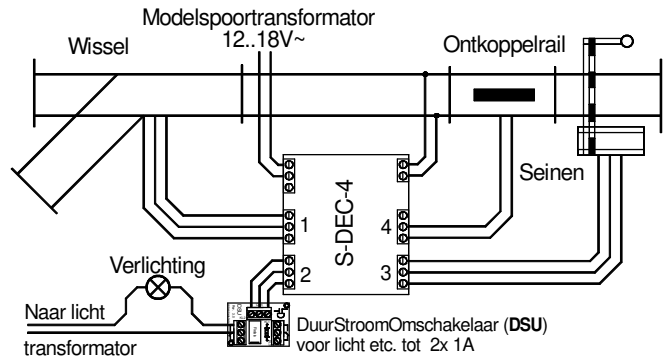 Modelspoortransformator
12..18V~
Wissel
Ontkoppelrail
Seinen
S-DEC-4
1
4
2
3
Verlichting
Naar licht
transformator
DuurStroomOmschakelaar (DSU)
voor licht etc. tot 2x 1A